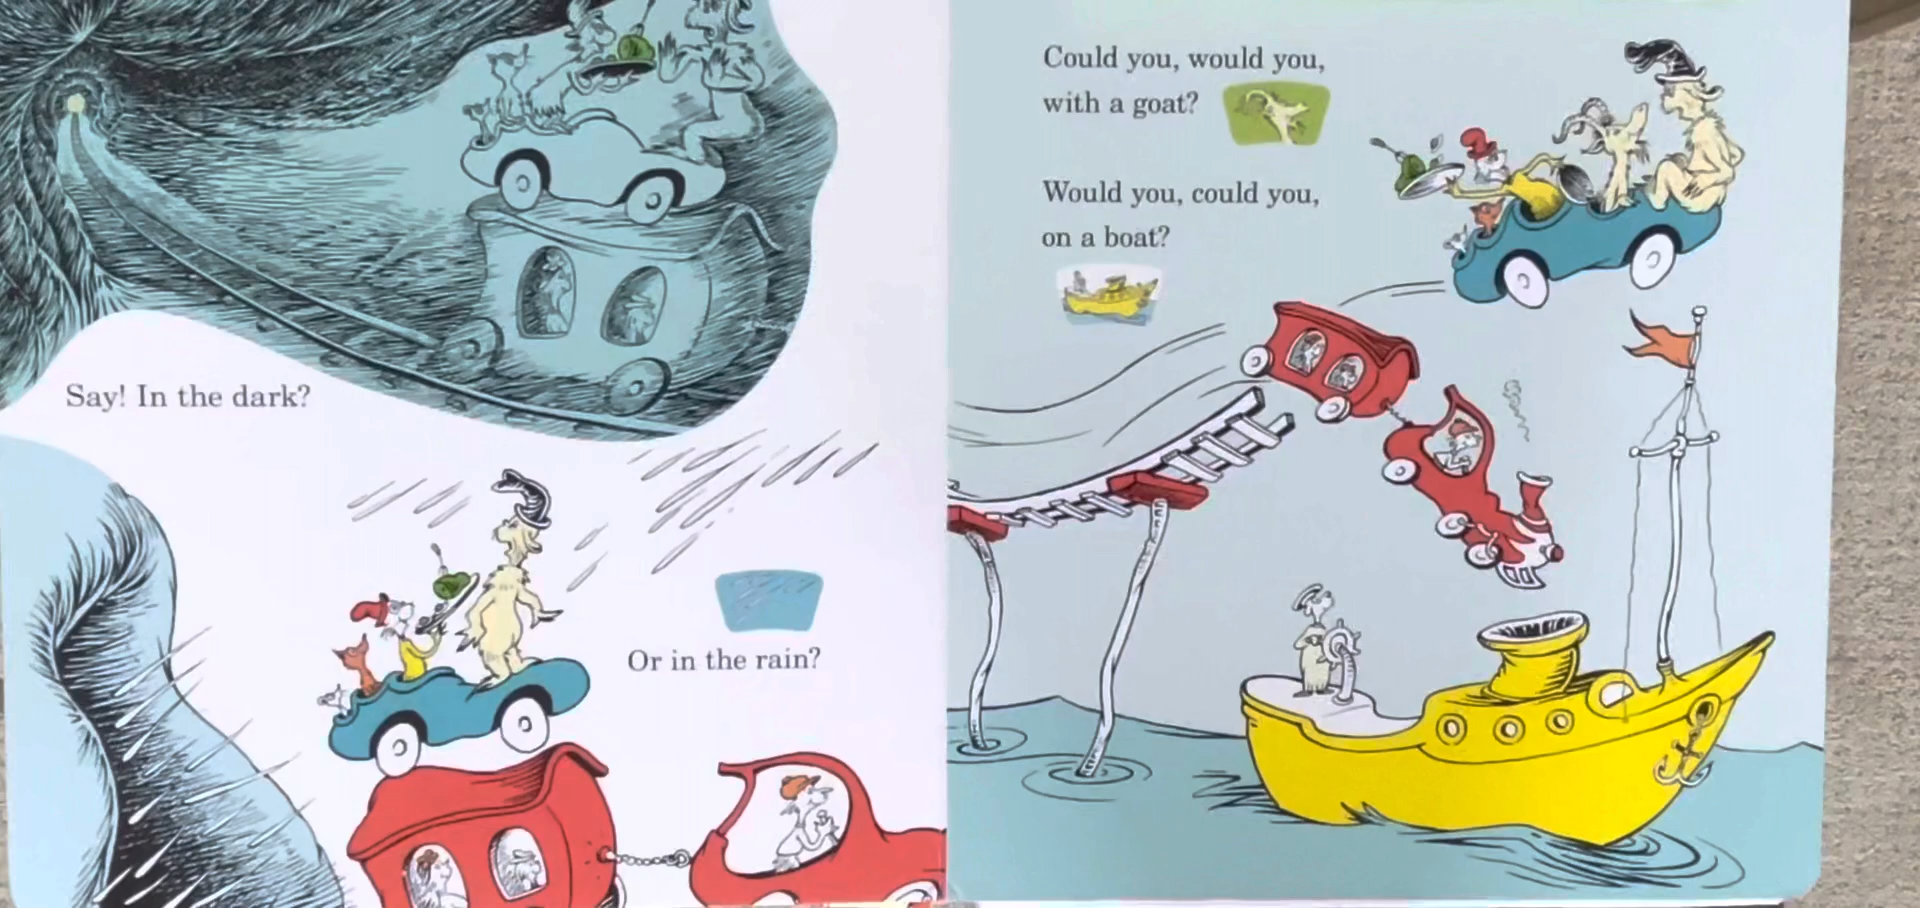 Say! In the dark?
Or in the rain?
Could you, would you,
with a goat?
Would you, could you,
on a boat?